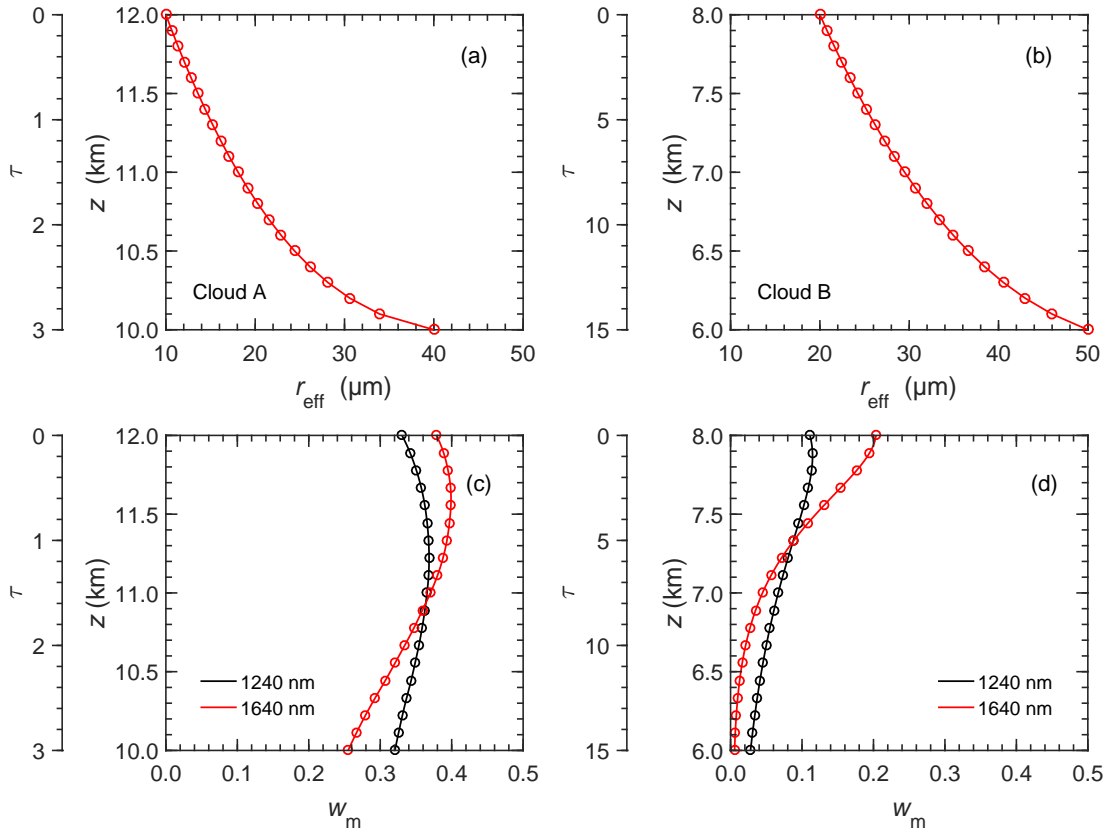 0
12.0
(a)
0
8.0
(b)
11.5
7.5
1
5
τ
z (km)
11.0
τ
z (km)
7.0
2
10
10.5
6.5
Cloud A
Cloud B
3
10.0
15
6.0
10 20 30 40 50
10 20 30 40 50
r_eff (µm)
r_eff (µm)
0
12.0
(c)
0
8.0
(d)
11.5
7.5
1
5
τ
z (km)
11.0
τ
z (km)
7.0
2
10
10.5
6.5
1240 nm
1640 nm
1240 nm
1640 nm
3
10.0
15
6.0
0.0 0.1 0.2 0.3 0.4 0.5
0.0 0.1 0.2 0.3 0.4 0.5
w_m
w_m